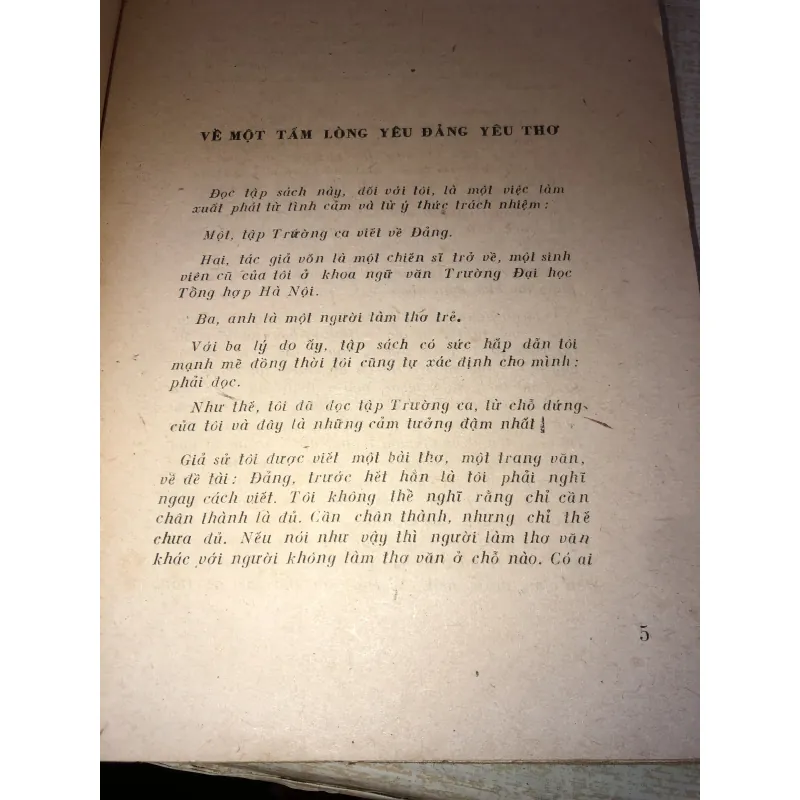 VỀ MỘT TẤM LÒNG YÊU ĐẢNG YÊU THƠ
Đọc tập sách này, đối với tôi, là một việc làm
xuất phát từ tình cảm và từ ý thức trách nhiệm:
Một, tập Trường ca viết về Đảng.
Hai, tác giả vốn là một chiến sĩ trở về, một sinh
viên cũ của tôi ở khoa ngữ văn Trường Đại học
Tổng hợp Hà Nội.
Ba, anh là một người làm thơ trẻ.
Với ba lý do ấy, tập sách có sức hấp dẫn tôi
mạnh mẽ đồng thời tôi cũng tự xác định cho mình:
phải đọc.
Như thế, tôi đã đọc tập Trường ca, từ chỗ đứng
của tôi và đây là những cảm tưởng đậm nhất
Giả sử tôi được viết một bài thơ, một trang văn,
về đề tài: Đảng, trước hết hẳn là tôi phải nghĩ
ngay cách viết. Tôi không thể nghĩ rằng chỉ cần
chân thành là đủ. Cần chân thành, nhưng chỉ thế
chưa đủ. Nếu nói như vậy thì người làm thơ văn
khác với người không làm thơ văn ở chỗ nào. Có ai
5